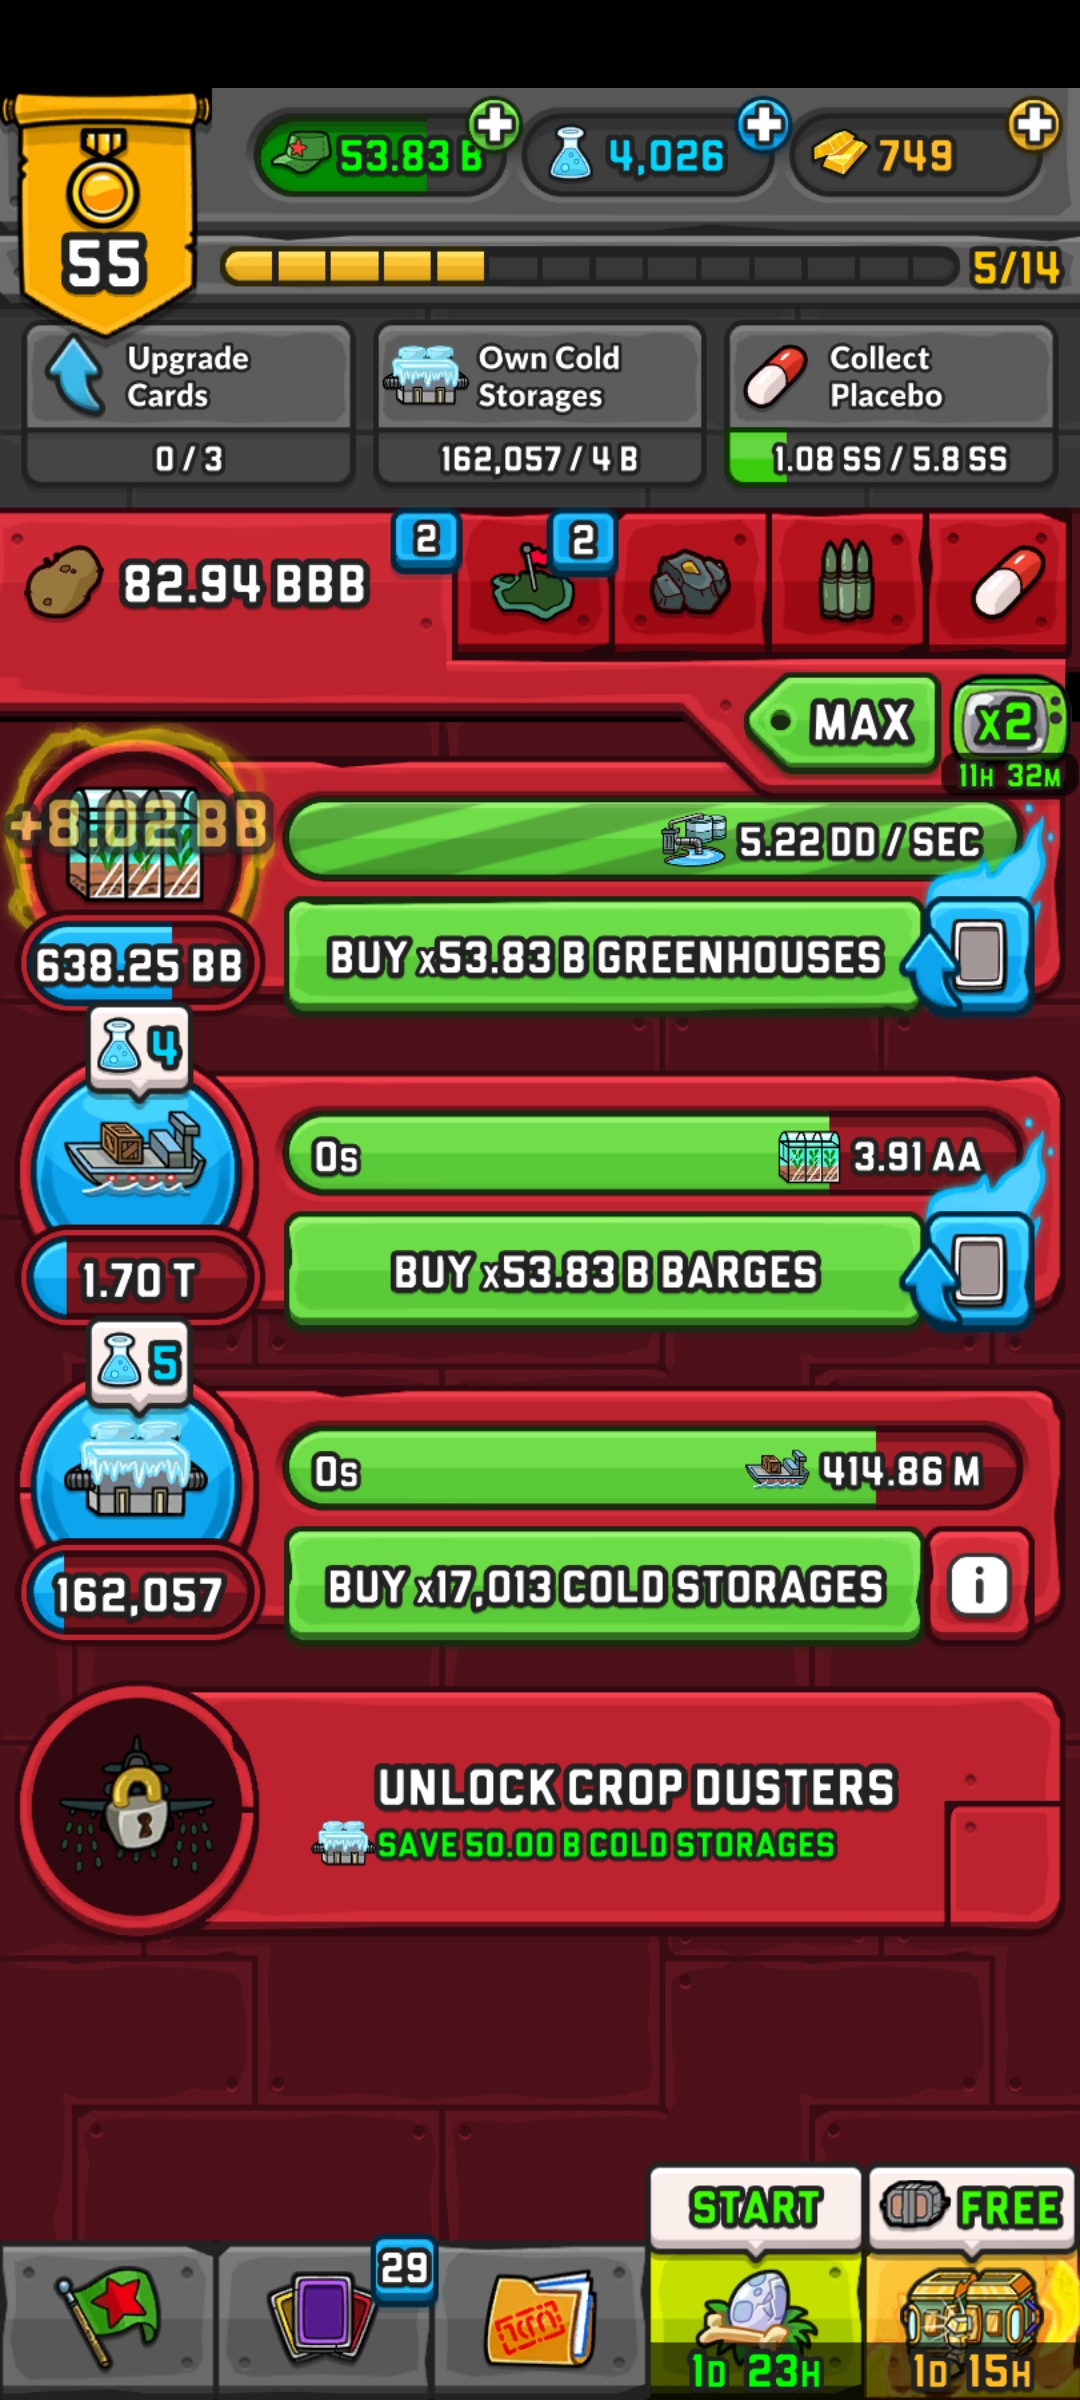 53.83 B
4,026
749
55
5/14
Upgrade
Cards
0 / 3
Own Cold
Storages
162,057 / 4 B
Collect
Placebo
1.08 SS / 5.8 SS
82.94 BBB
2
2
MAX
x2
11H 32M
+8.02 BB
5.22 DD / SEC
638.25 BB
BUY x53.83 B GREENHOUSES
4
0s
3.91 AA
1.70 T
BUY x53.83 B BARGES
5
0s
414.86 M
162,057
BUY x17,013 COLD STORAGES
i
UNLOCK CROP DUSTERS
SAVE 50.00 B COLD STORAGES
START
FREE
29
1D 23H
1D 15H